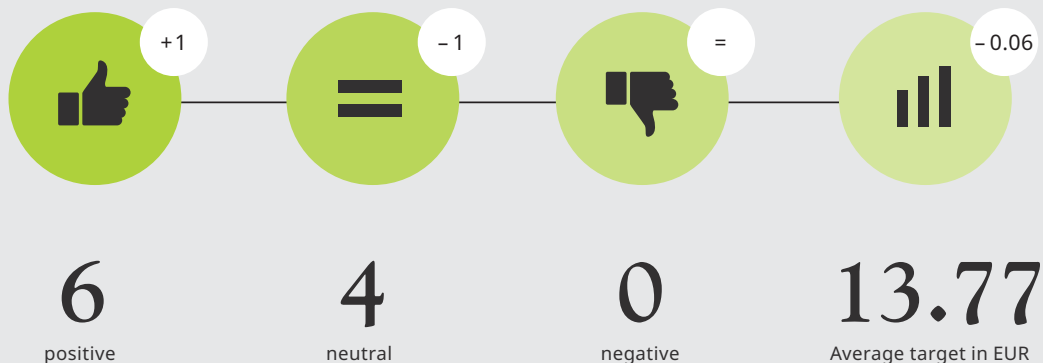 +1
– 1
=
– 0.06
6
4
0
13.77
positive
neutral
negative
Average target in EUR